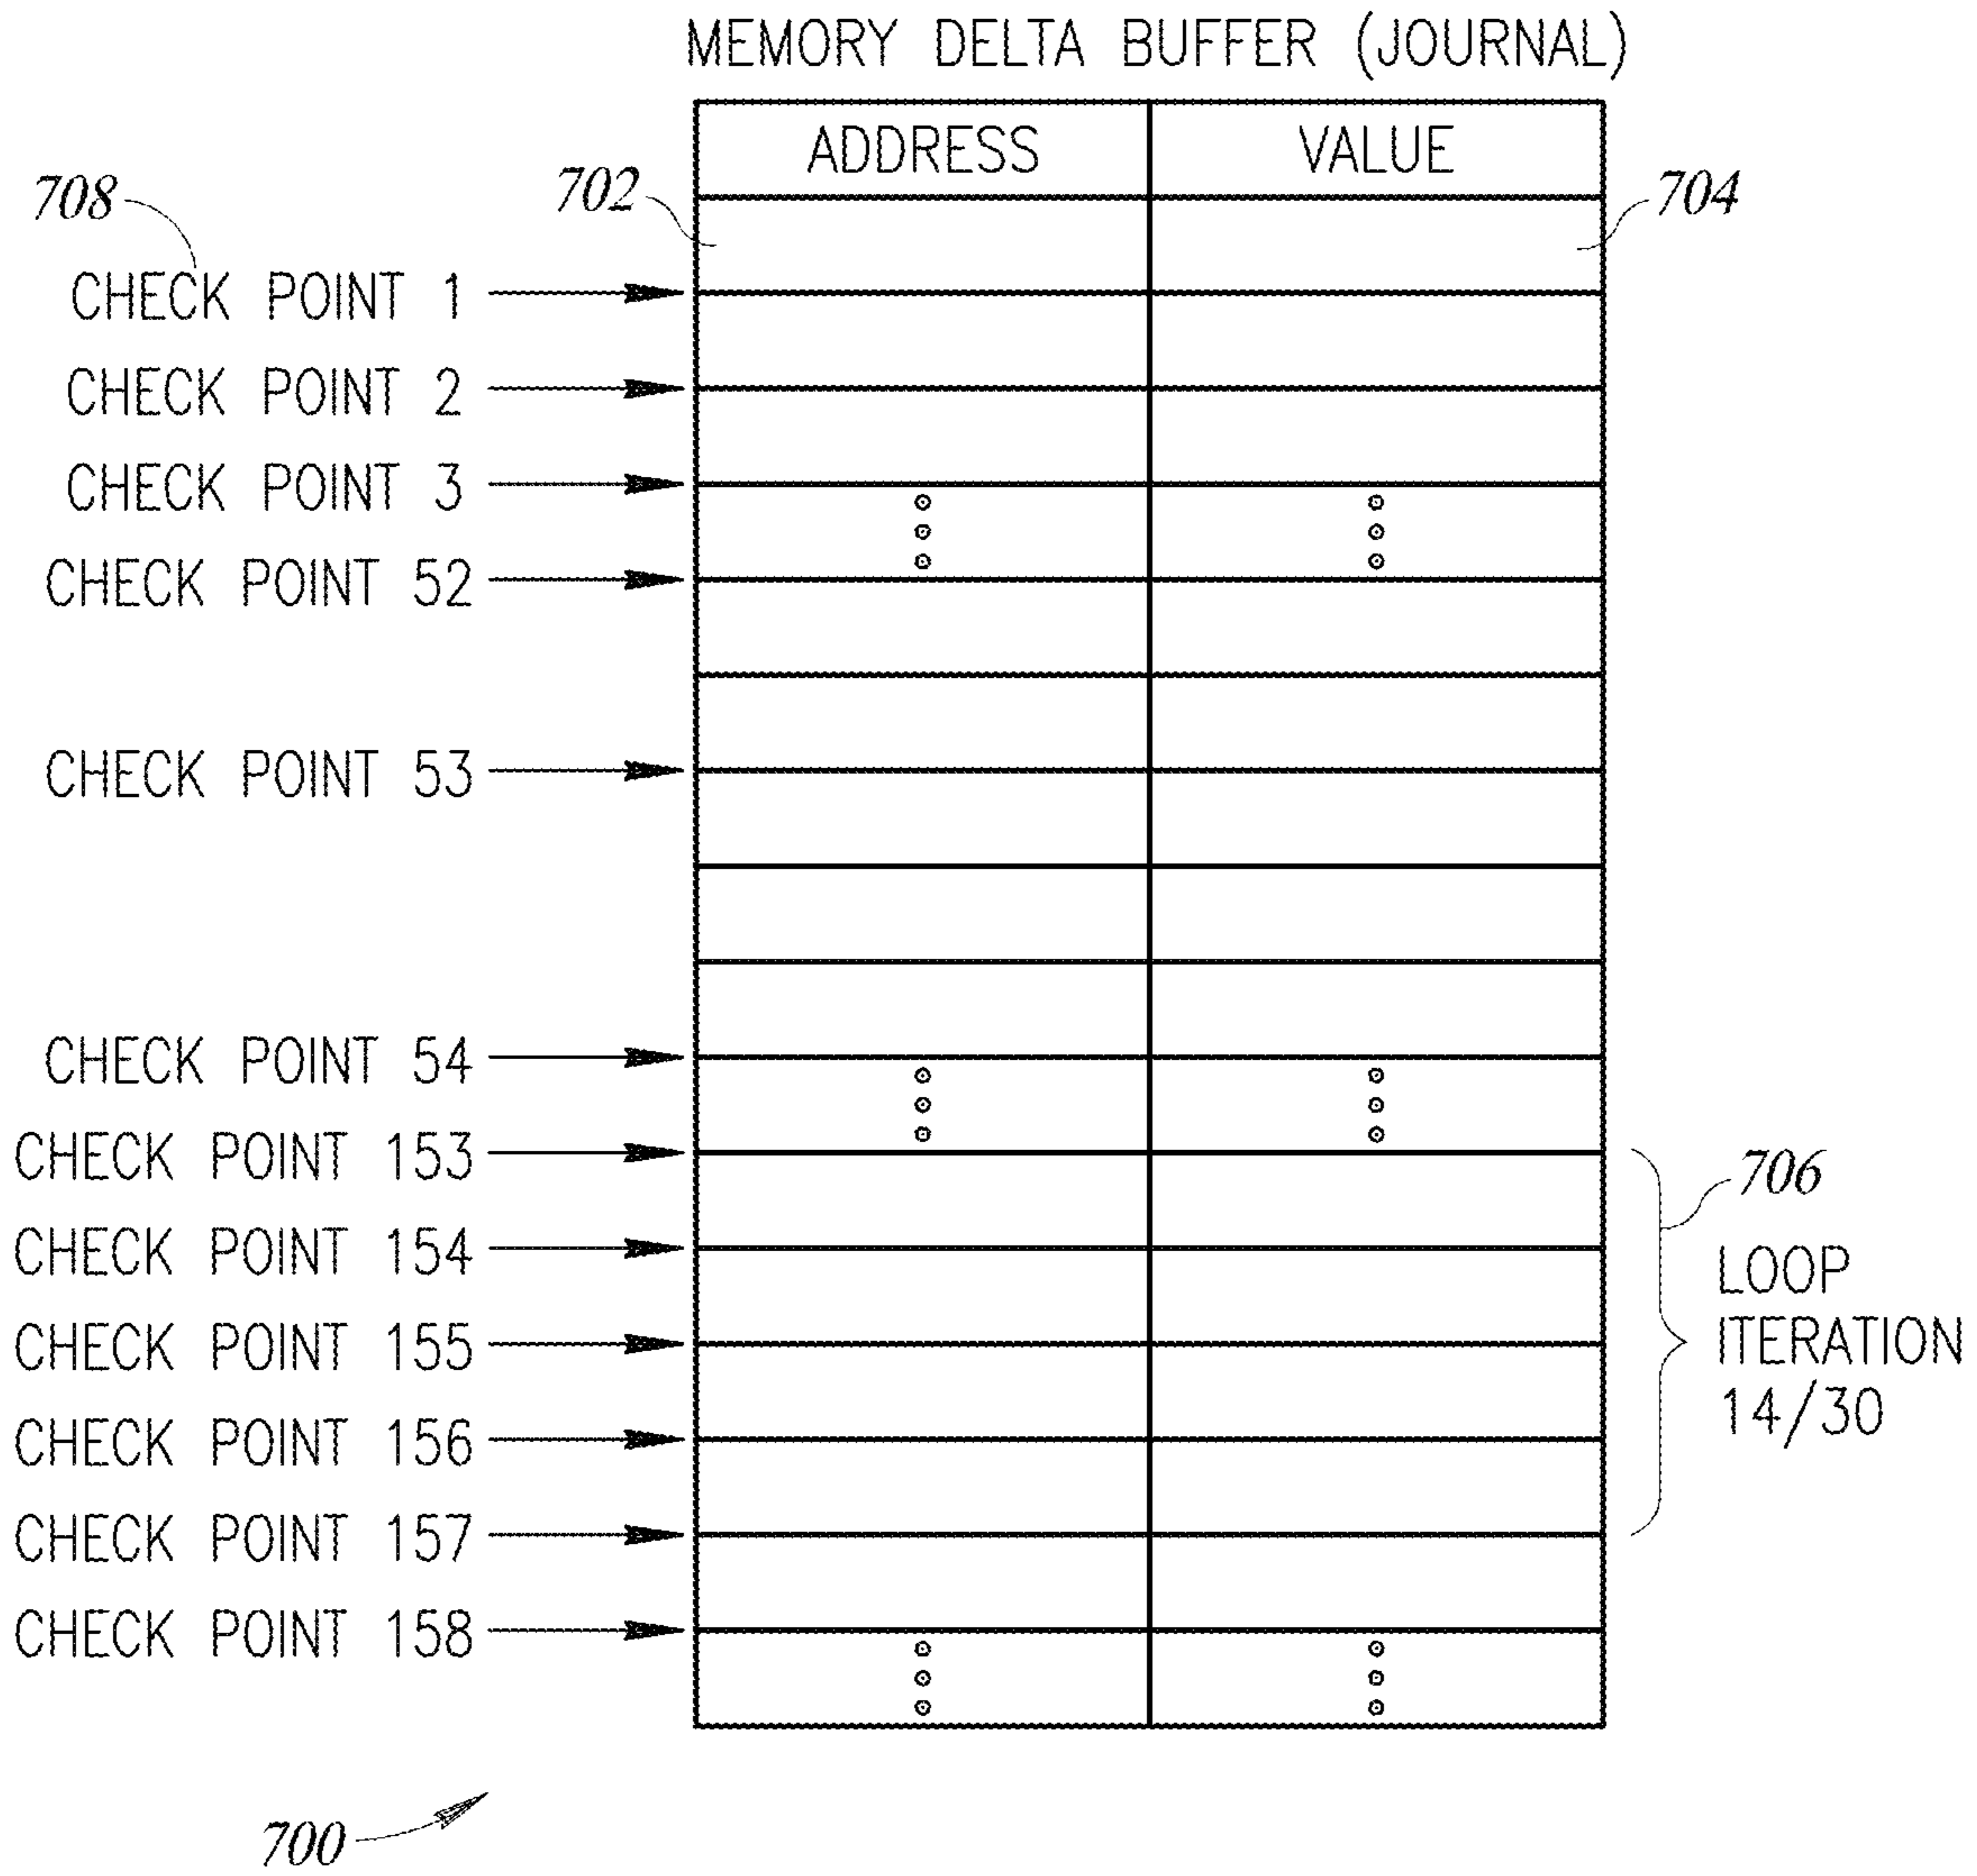 MEMORY DELTA BUFFER (JOURNAL)
ADDRESS VALUE
708 702 704
CHECK POINT 1
CHECK POINT 2
CHECK POINT 3
CHECK POINT 52
CHECK POINT 53
CHECK POINT 54
CHECK POINT 153
706
CHECK POINT 154
LOOP
CHECK POINT 155
ITERATION
14/30
CHECK POINT 156
CHECK POINT 157
CHECK POINT 158
700